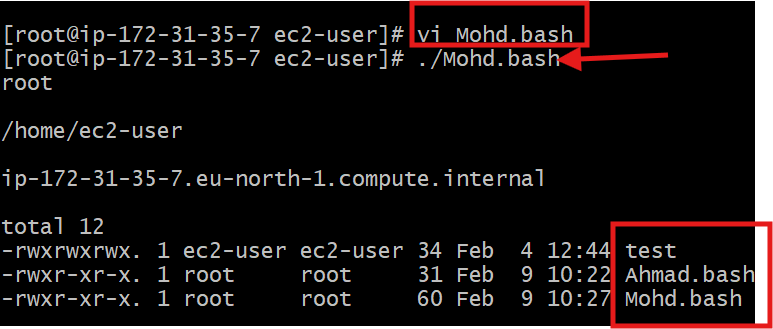 [root@ip-172-31-35-7 ec2-user]# vi Mohd.bash
[root@ip-172-31-35-7 ec2-user]# ./Mohd.bash
root
/home/ec2-user
ip-172-31-35-7.eu-north-1.compute.internal
total 12
-rwxrwxrwx. 1 ec2-user ec2-user 34 Feb  4 12:44 test
-rwxr-xr-x. 1 root     root     31 Feb  9 10:22 Ahmad.bash
-rwxr-xr-x. 1 root     root     60 Feb  9 10:27 Mohd.bash